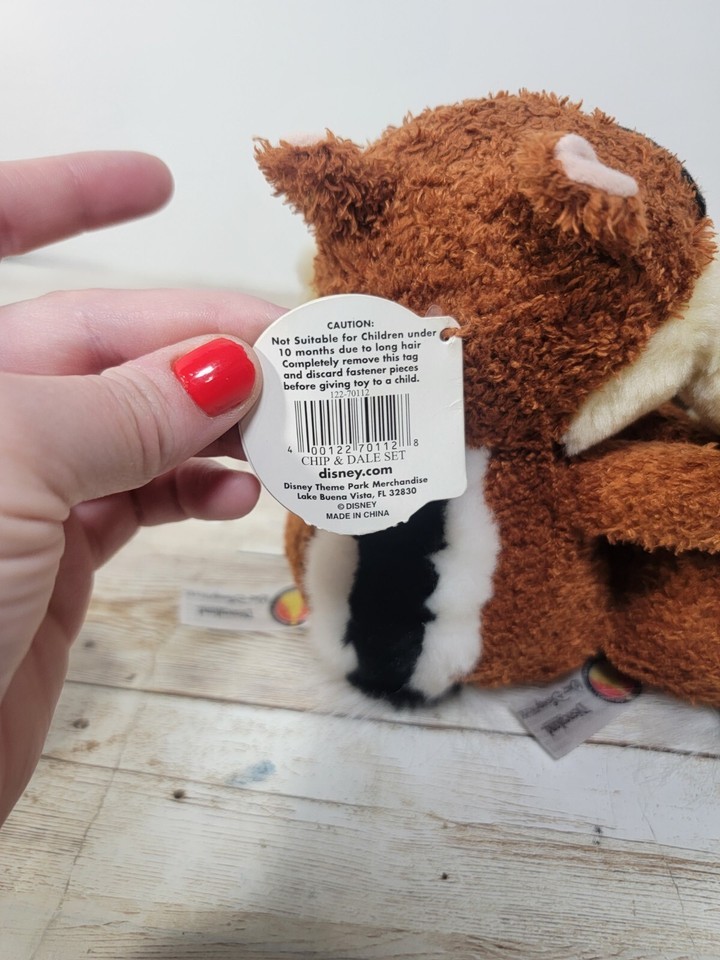 CAUTION:
Not Suitable for Children under
10 months due to long hair
Completely remove this tag
and discard fastener pieces
before giving toy to a child.
122-70112
4 00122 70112 8
CHIP & DALE SET
disney.com
Disney Theme Park Merchandise
Lake Buena Vista, FL 32830
© DISNEY
MADE IN CHINA